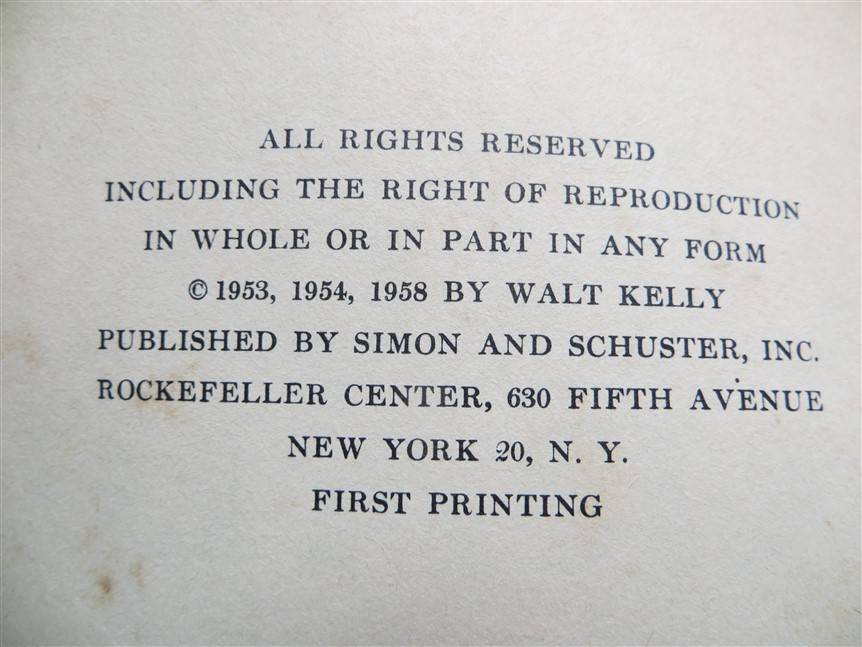 ALL RIGHTS RESERVED
INCLUDING THE RIGHT OF REPRODUCTION
IN WHOLE OR IN PART IN ANY FORM
© 1953, 1954, 1958 BY WALT KELLY
PUBLISHED BY SIMON AND SCHUSTER, INC.
ROCKEFELLER CENTER, 630 FIFTH AVENUE
NEW YORK 20, N. Y.
FIRST PRINTING